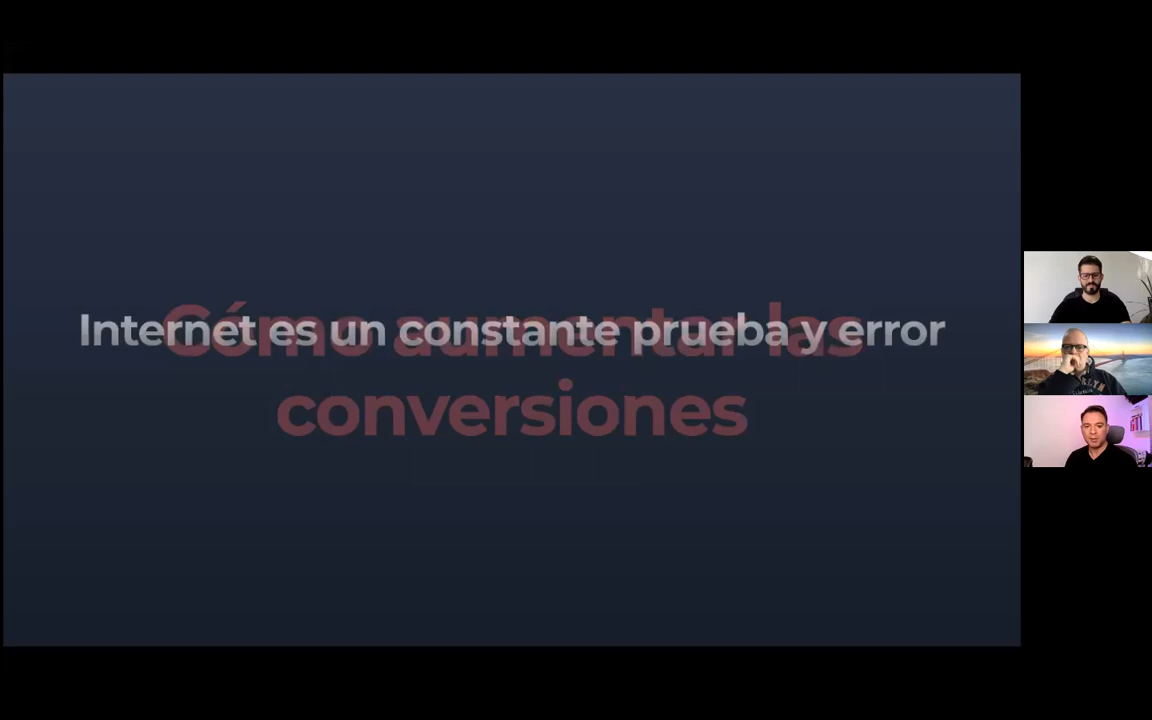 Internet es un constante prueba y error
Cómo aumentar las
conversiones